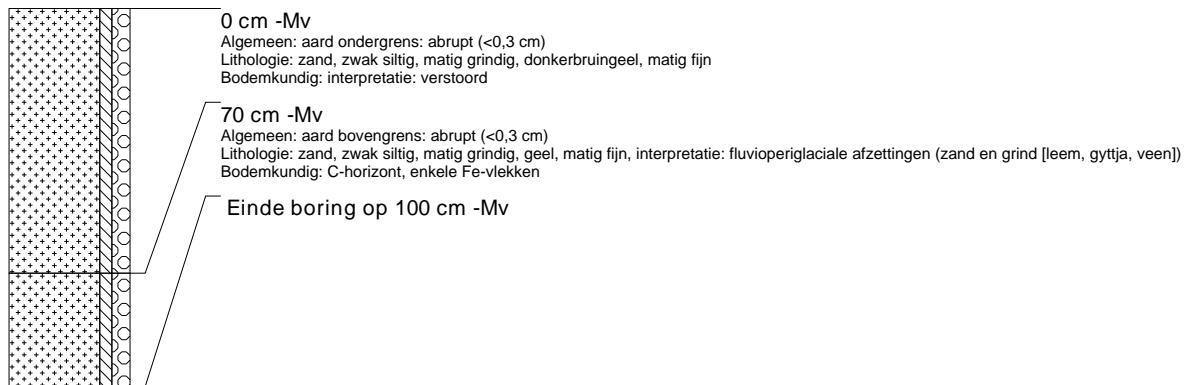 0 cm -Mv
Algemeen: aard ondergrens: abrupt (<0,3 cm)
Lithologie: zand, zwak siltig, matig grindig, donkerbruingeel, matig fijn
Bodemkundig: interpretatie: verstoord
70 cm -Mv
Algemeen: aard bovengrens: abrupt (<0,3 cm)
Lithologie: zand, zwak siltig, matig grindig, geel, matig fijn, interpretatie: fluvioperiglaciale afzettingen (zand en grind [leem, gyttja, veen])
Bodemkundig: C-horizont, enkele Fe-vlekken
Einde boring op 100 cm -Mv